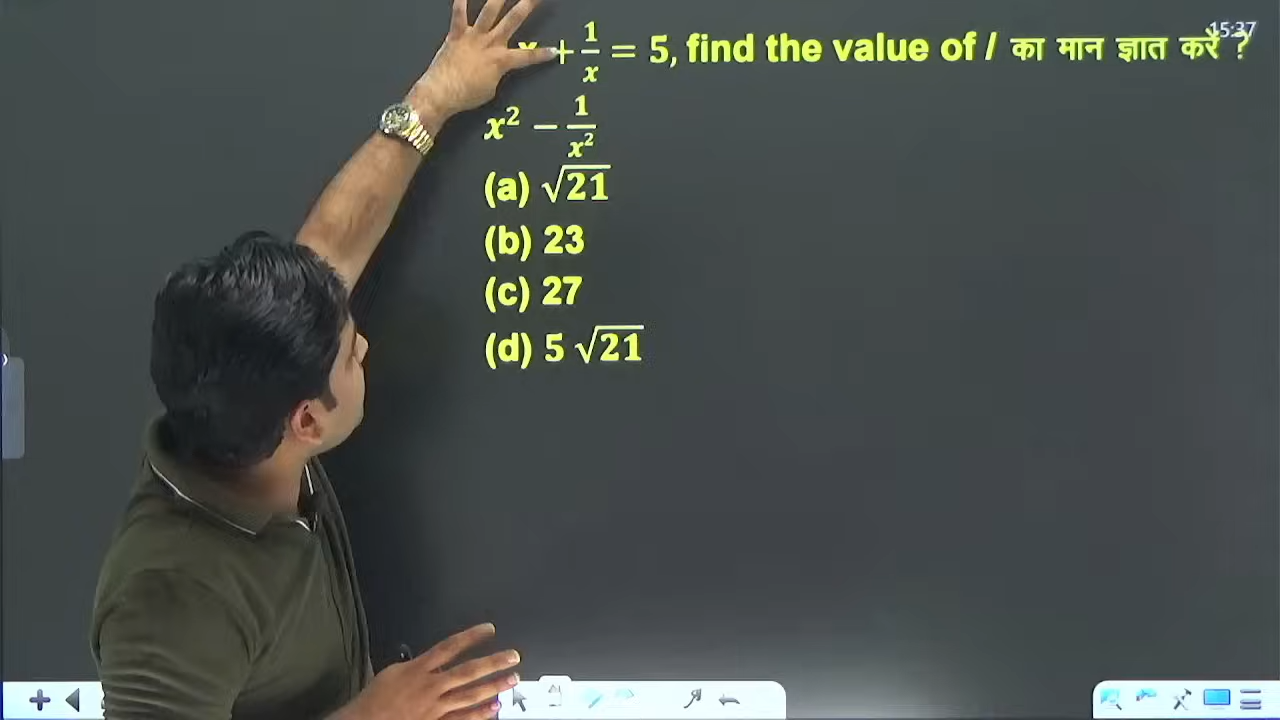 x + 1/x = 5, find the value of / का मान ज्ञात करें ?
15:37
x² − 1/x²
(a) √21
(b) 23
(c) 27
(d) 5 √21